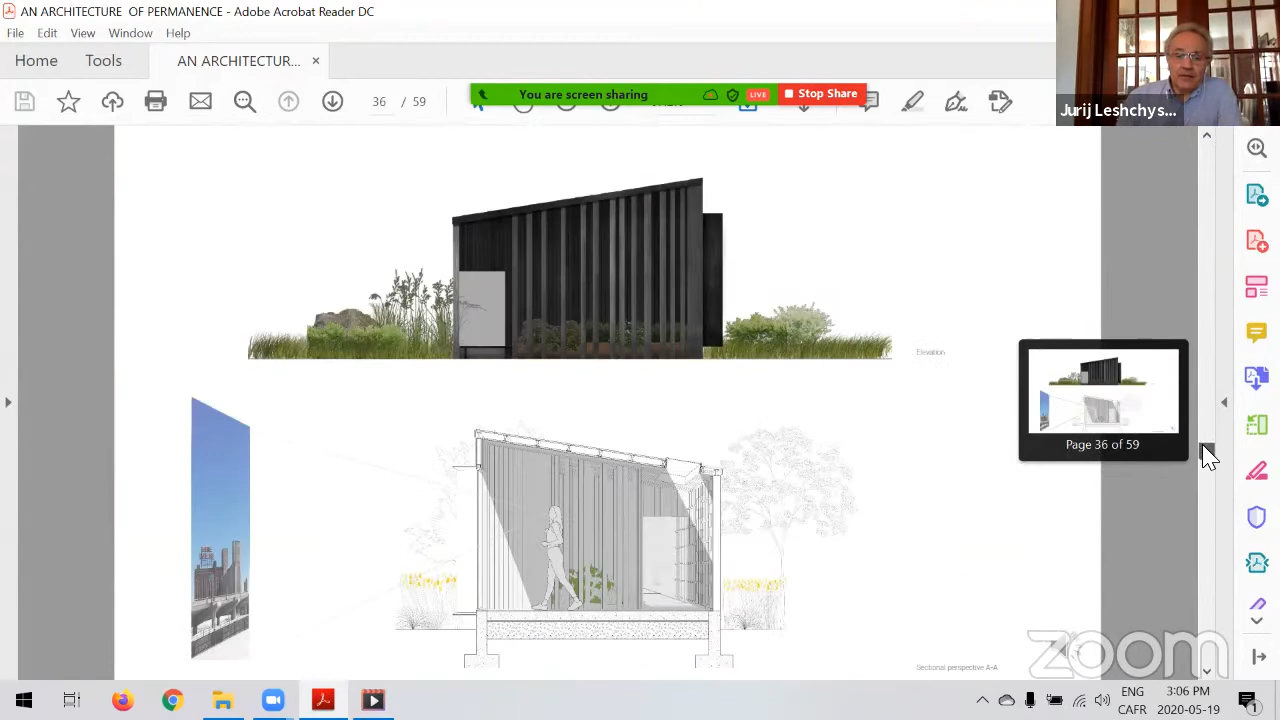 AN ARCHITECTURE OF PERMANENCE - Adobe Acrobat Reader DC
File Edit View Window Help
Home Tools AN ARCHITECTUR... ×
36 / 59
You are screen sharing LIVE Stop Share
Jurij Leshchys...
Elevation
Page 36 of 59
Sectional perspective A-A
zoom
ENG 3:06 PM
CAFR 2020-05-19
1